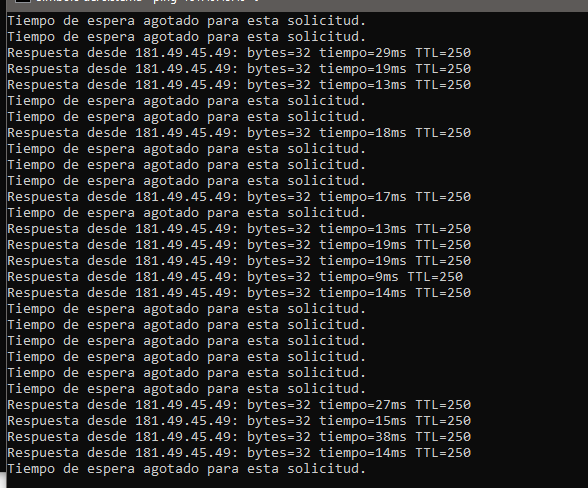 Tiempo de espera agotado para esta solicitud.
Tiempo de espera agotado para esta solicitud.
Respuesta desde 181.49.45.49: bytes=32 tiempo=29ms TTL=250
Respuesta desde 181.49.45.49: bytes=32 tiempo=19ms TTL=250
Respuesta desde 181.49.45.49: bytes=32 tiempo=13ms TTL=250
Tiempo de espera agotado para esta solicitud.
Tiempo de espera agotado para esta solicitud.
Respuesta desde 181.49.45.49: bytes=32 tiempo=18ms TTL=250
Tiempo de espera agotado para esta solicitud.
Tiempo de espera agotado para esta solicitud.
Tiempo de espera agotado para esta solicitud.
Respuesta desde 181.49.45.49: bytes=32 tiempo=17ms TTL=250
Tiempo de espera agotado para esta solicitud.
Respuesta desde 181.49.45.49: bytes=32 tiempo=13ms TTL=250
Respuesta desde 181.49.45.49: bytes=32 tiempo=19ms TTL=250
Respuesta desde 181.49.45.49: bytes=32 tiempo=19ms TTL=250
Respuesta desde 181.49.45.49: bytes=32 tiempo=9ms TTL=250
Respuesta desde 181.49.45.49: bytes=32 tiempo=14ms TTL=250
Tiempo de espera agotado para esta solicitud.
Tiempo de espera agotado para esta solicitud.
Tiempo de espera agotado para esta solicitud.
Tiempo de espera agotado para esta solicitud.
Tiempo de espera agotado para esta solicitud.
Tiempo de espera agotado para esta solicitud.
Respuesta desde 181.49.45.49: bytes=32 tiempo=27ms TTL=250
Respuesta desde 181.49.45.49: bytes=32 tiempo=15ms TTL=250
Respuesta desde 181.49.45.49: bytes=32 tiempo=38ms TTL=250
Respuesta desde 181.49.45.49: bytes=32 tiempo=14ms TTL=250
Tiempo de espera agotado para esta solicitud.